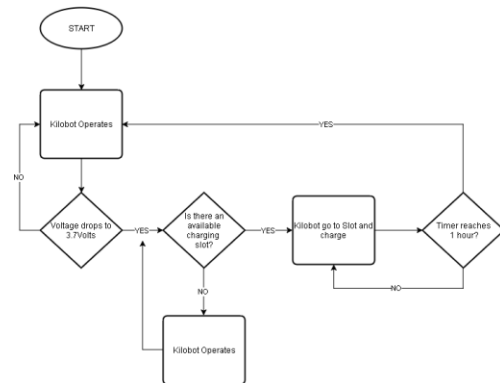 START
Kilobot Operates
YES
NO
Voltage drops to
3.7Volts
YES
Is there an
available
charging
slot?
YES
Kilobot go to Slot and
charge
Timer reaches
1 hour?
NO
NO
Kilobot Operates